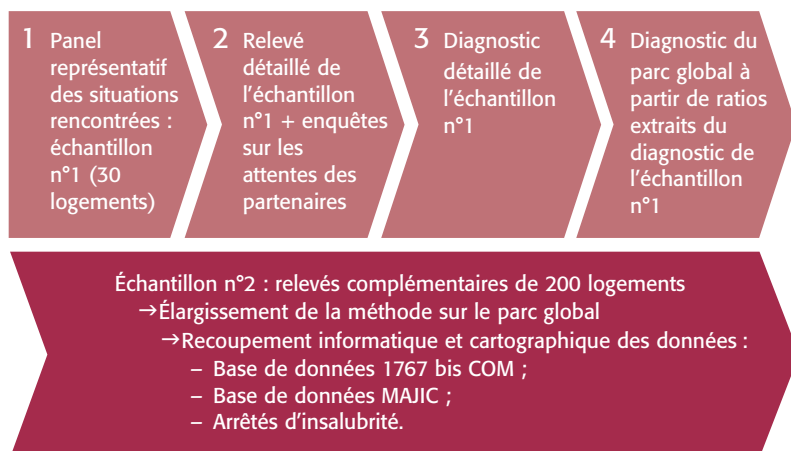 1 Panel
représentatif
des situations
rencontrées :
échantillon
n°1 (30
logements)
2 Relevé
détaillé de
l'échantillon
n°1 + enquêtes
sur les
attentes des
partenaires
3 Diagnostic
détaillé de
l'échantillon
n°1
4 Diagnostic du
parc global à
partir de ratios
extraits du
diagnostic de
l'échantillon
n°1
Échantillon n°2 : relevés complémentaires de 200 logements
→Élargissement de la méthode sur le parc global
→Recoupement informatique et cartographique des données :
– Base de données 1767 bis COM ;
– Base de données MAJIC ;
– Arrêtés d'insalubrité.